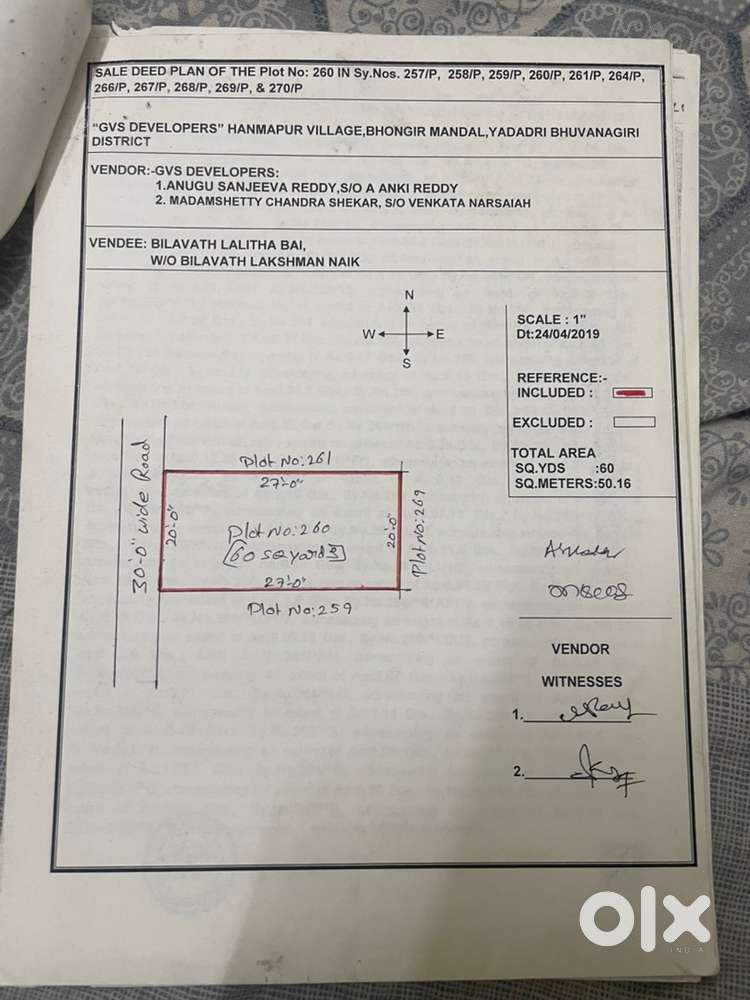 SALE DEED PLAN OF THE Plot No: 260 IN Sy.Nos. 257/P, 258/P, 259/P, 260/P, 261/P, 264/P,
266/P, 267/P, 268/P, 269/P, & 270/P
"GVS DEVELOPERS" HANMAPUR VILLAGE,BHONGIR MANDAL,YADADRI BHUVANAGIRI
DISTRICT
VENDOR:-GVS DEVELOPERS:
1.ANUGU SANJEEVA REDDY,S/O A ANKI REDDY
2. MADAMSHETTY CHANDRA SHEKAR, S/O VENKATA NARSAIAH
VENDEE: BILAVATH LALITHA BAI,
W/O BILAVATH LAKSHMAN NAIK
N
W E
S
SCALE : 1"
Dt:24/04/2019
REFERENCE:-
INCLUDED :
EXCLUDED :
TOTAL AREA
SQ.YDS :60
SQ.METERS:50.16
30'-0" wide Road
Plot No:261
27'-0"
20'-0"
Plot No:260
60 sq yards
20'-0"
Plot No:269
27'-0"
Plot No:259
VENDOR
WITNESSES
1.
2.
olx
INDIA